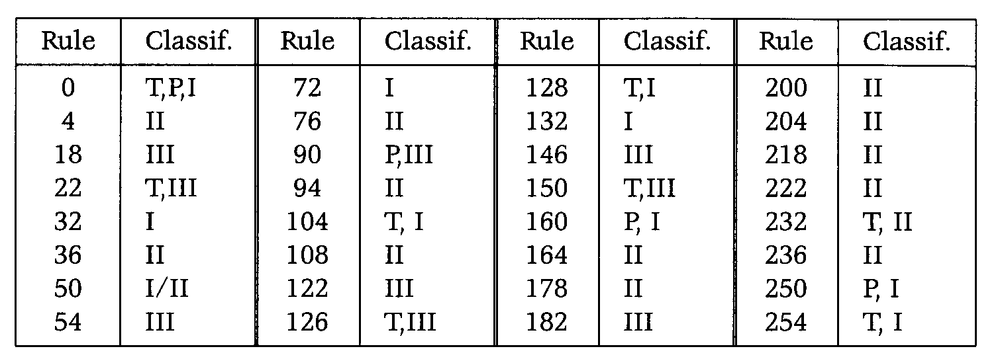 Rule Classif. Rule Classif. Rule Classif. Rule Classif.
0 T,P,I 72 I 128 T,I 200 II
4 II 76 II 132 I 204 II
18 III 90 P,III 146 III 218 II
22 T,III 94 II 150 T,III 222 II
32 I 104 T, I 160 P, I 232 T, II
36 II 108 II 164 II 236 II
50 I/II 122 III 178 II 250 P, I
54 III 126 T,III 182 III 254 T, I